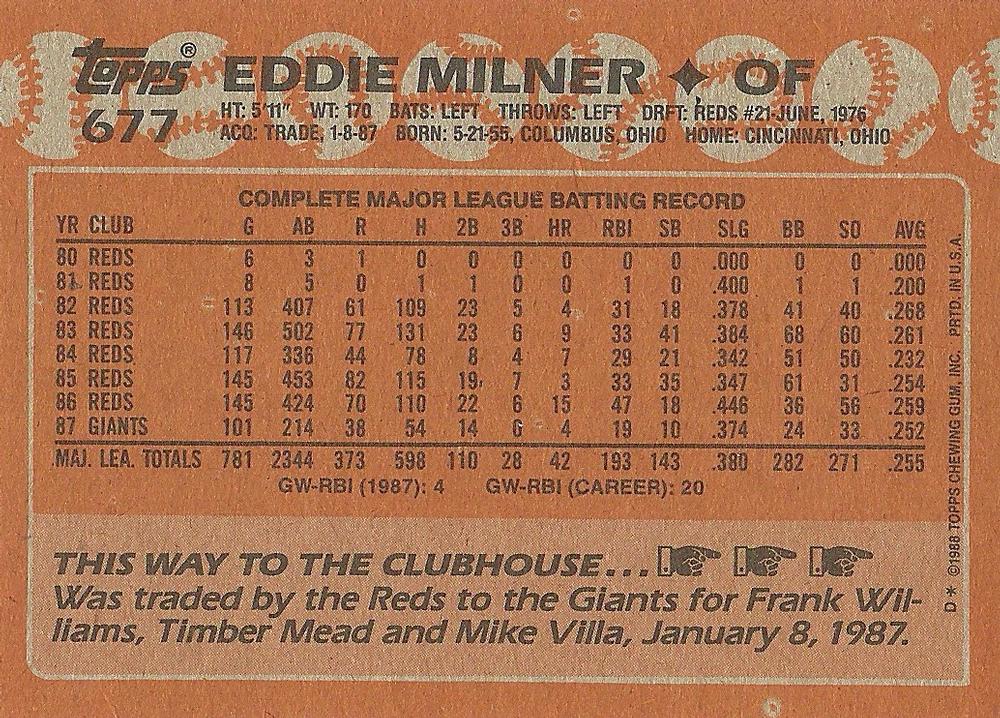 topps® EDDIE MILNER ✦ OF
677 HT: 5'11" WT: 170 BATS: LEFT THROWS: LEFT DRFT: REDS #21-JUNE, 1976
ACQ: TRADE, 1-8-87 BORN: 5-21-55, COLUMBUS, OHIO HOME: CINCINNATI, OHIO
COMPLETE MAJOR LEAGUE BATTING RECORD
YR CLUB G AB R H 2B 3B HR RBI SB SLG BB SO AVG
80 REDS 6 3 1 0 0 0 0 0 0 .000 0 0 .000
81 REDS 8 5 0 1 1 0 0 1 0 .400 1 1 .200
82 REDS 113 407 61 109 23 5 4 31 18 .378 41 40 .268
83 REDS 146 502 77 131 23 6 9 33 41 .384 68 60 .261
84 REDS 117 336 44 78 8 4 7 29 21 .342 51 50 .232
85 REDS 145 453 82 115 19 7 3 33 35 .347 61 31 .254
86 REDS 145 424 70 110 22 6 15 47 18 .446 36 56 .259
87 GIANTS 101 214 38 54 14 0 4 19 10 .374 24 33 .252
MAJ. LEA. TOTALS 781 2344 373 598 110 28 42 193 143 .380 282 271 .255
GW-RBI (1987): 4 GW-RBI (CAREER): 20
THIS WAY TO THE CLUBHOUSE...
Was traded by the Reds to the Giants for Frank Wil-
liams, Timber Mead and Mike Villa, January 8, 1987.
D* ©1988 TOPPS CHEWING GUM, INC. PRTD. IN U.S.A.